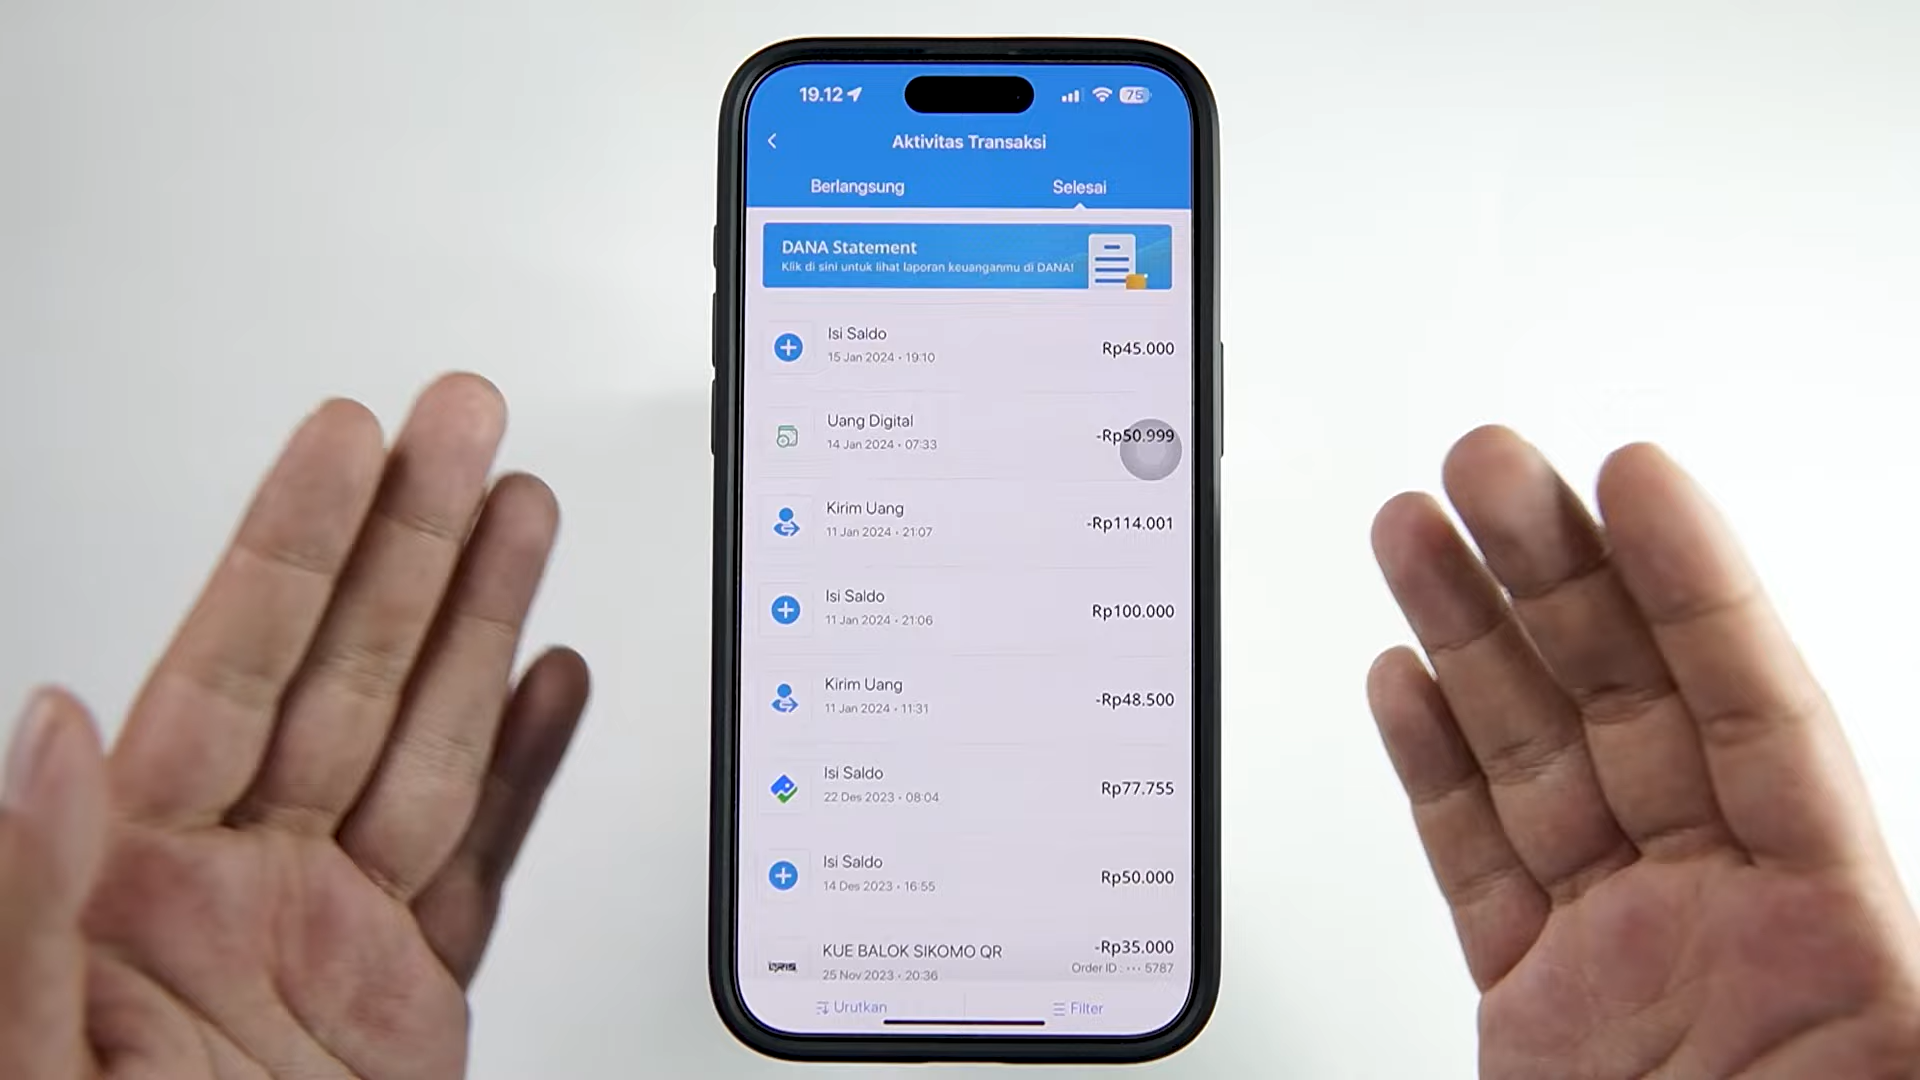 19.12
75
Aktivitas Transaksi
Berlangsung
Selesai
DANA Statement
Klik di sini untuk lihat laporan keuanganmu di DANA!
Isi Saldo
Rp45.000
15 Jan 2024 • 19:10
Uang Digital
-Rp50.999
14 Jan 2024 • 07:33
Kirim Uang
-Rp114.001
11 Jan 2024 • 21:07
Isi Saldo
Rp100.000
11 Jan 2024 • 21:06
Kirim Uang
-Rp48.500
11 Jan 2024 • 11:31
Isi Saldo
Rp77.755
22 Des 2023 • 08:04
Isi Saldo
Rp50.000
14 Des 2023 • 16:55
KUE BALOK SIKOMO QR
-Rp35.000
25 Nov 2023 • 20:36
Order ID : ••• 5787
Urutkan
Filter